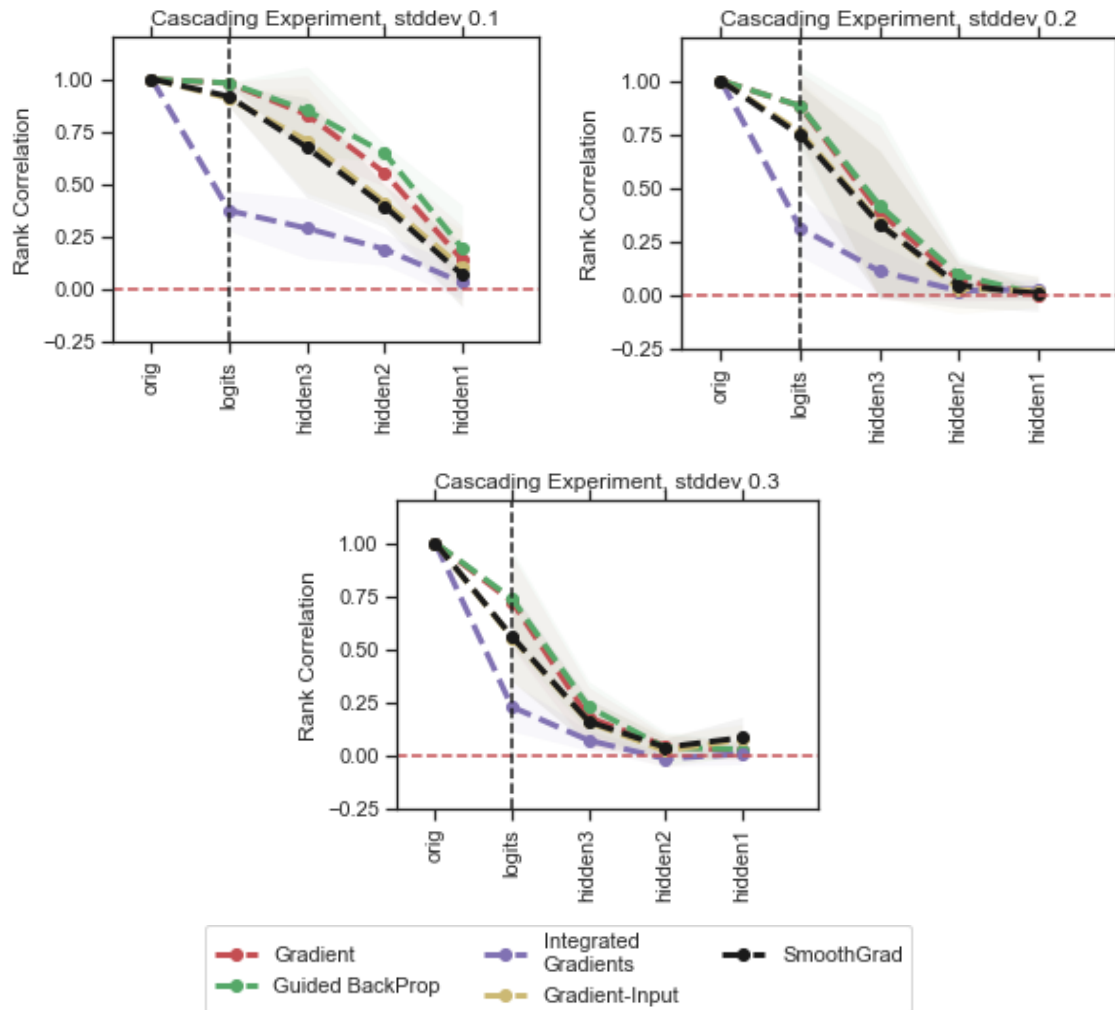 Cascading Experiment, stddev 0.1
Rank Correlation
1.00
0.75
0.50
0.25
0.00
−0.25
orig
logits
hidden3
hidden2
hidden1
Cascading Experiment, stddev 0.2
Rank Correlation
1.00
0.75
0.50
0.25
0.00
−0.25
orig
logits
hidden3
hidden2
hidden1
Cascading Experiment, stddev 0.3
Rank Correlation
1.00
0.75
0.50
0.25
0.00
−0.25
orig
logits
hidden3
hidden2
hidden1
Gradient
Guided BackProp
Integrated
Gradients
Gradient-Input
SmoothGrad